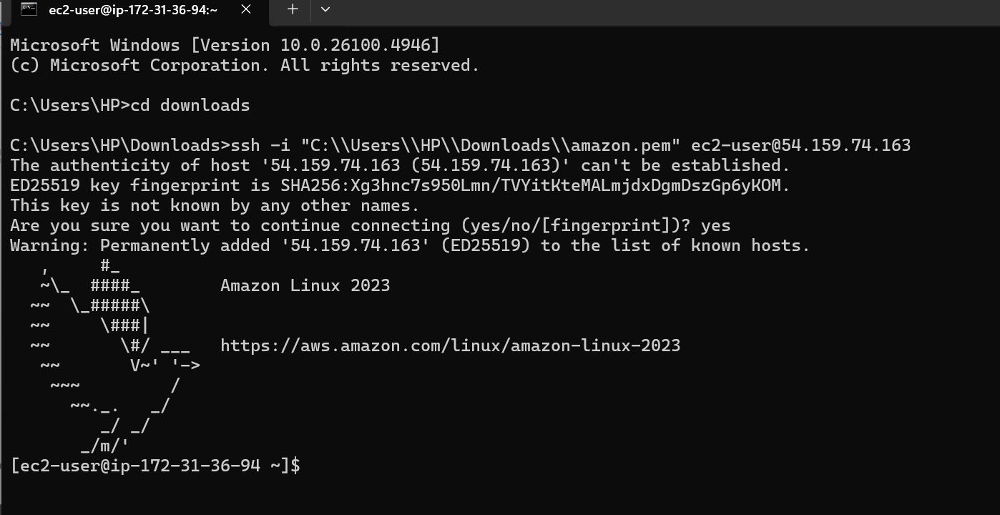 ec2-user@ip-172-31-36-94:~
Microsoft Windows [Version 10.0.26100.4946]
(c) Microsoft Corporation. All rights reserved.
C:\Users\HP>cd downloads
C:\Users\HP\Downloads>ssh -i "C:\\Users\\HP\\Downloads\\amazon.pem" ec2-user@54.159.74.163
The authenticity of host '54.159.74.163 (54.159.74.163)' can't be established.
ED25519 key fingerprint is SHA256:Xg3hnc7s950Lmn/TVYitKteMALmjdxDgmDszGp6yKOM.
This key is not known by any other names.
Are you sure you want to continue connecting (yes/no/[fingerprint])? yes
Warning: Permanently added '54.159.74.163' (ED25519) to the list of known hosts.
   ,     #_
   ~\_  ####_        Amazon Linux 2023
  ~~  \_#####\
  ~~     \###|
  ~~       \#/ ___   https://aws.amazon.com/linux/amazon-linux-2023
   ~~       V~' '->
    ~~~         /
      ~~._.   _/
         _/ _/
       _/m/'
[ec2-user@ip-172-31-36-94 ~]$